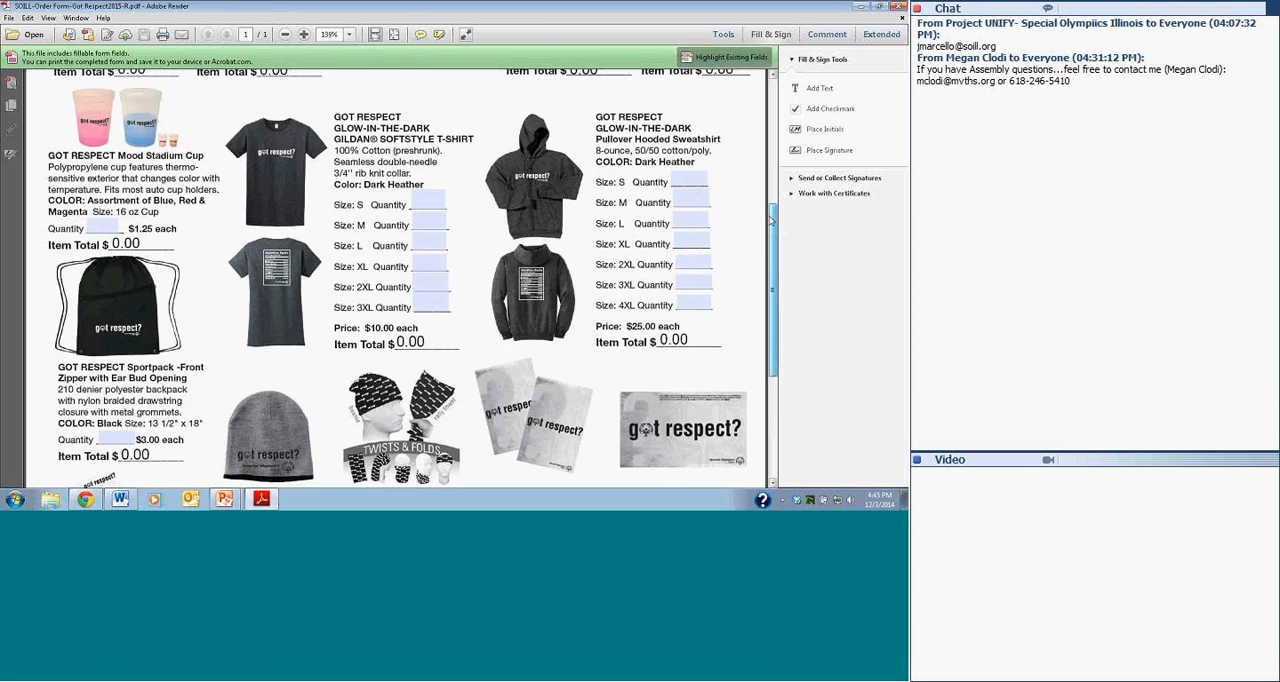 SOILL-Order Form-Got Respect2015-R.pdf - Adobe Reader
File Edit View Window Help
Open 1 / 1 139% Tools Fill & Sign Comment Extended
This file includes fillable form fields.
You can print the completed form and save it to your device or Acrobat.com.
Highlight Existing Fields
Item Total $ 0.00 Item Total $ 0.00 Item Total $ 0.00 Item Total $ 0.00
got respect?
GOT RESPECT Mood Stadium Cup
Polypropylene cup features thermo-
sensitive exterior that changes color with
temperature. Fits most auto cup holders.
COLOR: Assortment of Blue, Red &
Magenta Size: 16 oz Cup
Quantity $1.25 each
Item Total $ 0.00
got respect?
GOT RESPECT Sportpack -Front
Zipper with Ear Bud Opening
210 denier polyester backpack
with nylon braided drawstring
closure with metal grommets.
COLOR: Black Size: 13 1/2" x 18"
Quantity $3.00 each
Item Total $ 0.00
got respect?
got respect?
GOT RESPECT
GLOW-IN-THE-DARK
GILDAN® SOFTSTYLE T-SHIRT
100% Cotton (preshrunk).
Seamless double-needle
3/4" rib knit collar.
Color: Dark Heather
Size: S Quantity
Size: M Quantity
Size: L Quantity
Size: XL Quantity
Size: 2XL Quantity
Size: 3XL Quantity
Price: $10.00 each
Item Total $ 0.00
got respect?
GOT RESPECT
GLOW-IN-THE-DARK
Pullover Hooded Sweatshirt
8-ounce, 50/50 cotton/poly.
COLOR: Dark Heather
Size: S Quantity
Size: M Quantity
Size: L Quantity
Size: XL Quantity
Size: 2XL Quantity
Size: 3XL Quantity
Size: 4XL Quantity
Price: $25.00 each
Item Total $ 0.00
got respect?
TWISTS & FOLDS
got respect?
got respect?
Fill & Sign Tools
Add Text
Add Checkmark
Place Initials
Place Signature
Send or Collect Signatures
Work with Certificates
4:45 PM
12/3/2014
Chat
From Project UNIFY- Special Olympiics Illinois to Everyone (04:07:32
PM):
jmarcello@soill.org
From Megan Clodi to Everyone (04:31:12 PM):
If you have Assembly questions...feel free to contact me (Megan Clodi):
mclodi@mvths.org or 618-246-5410
Video